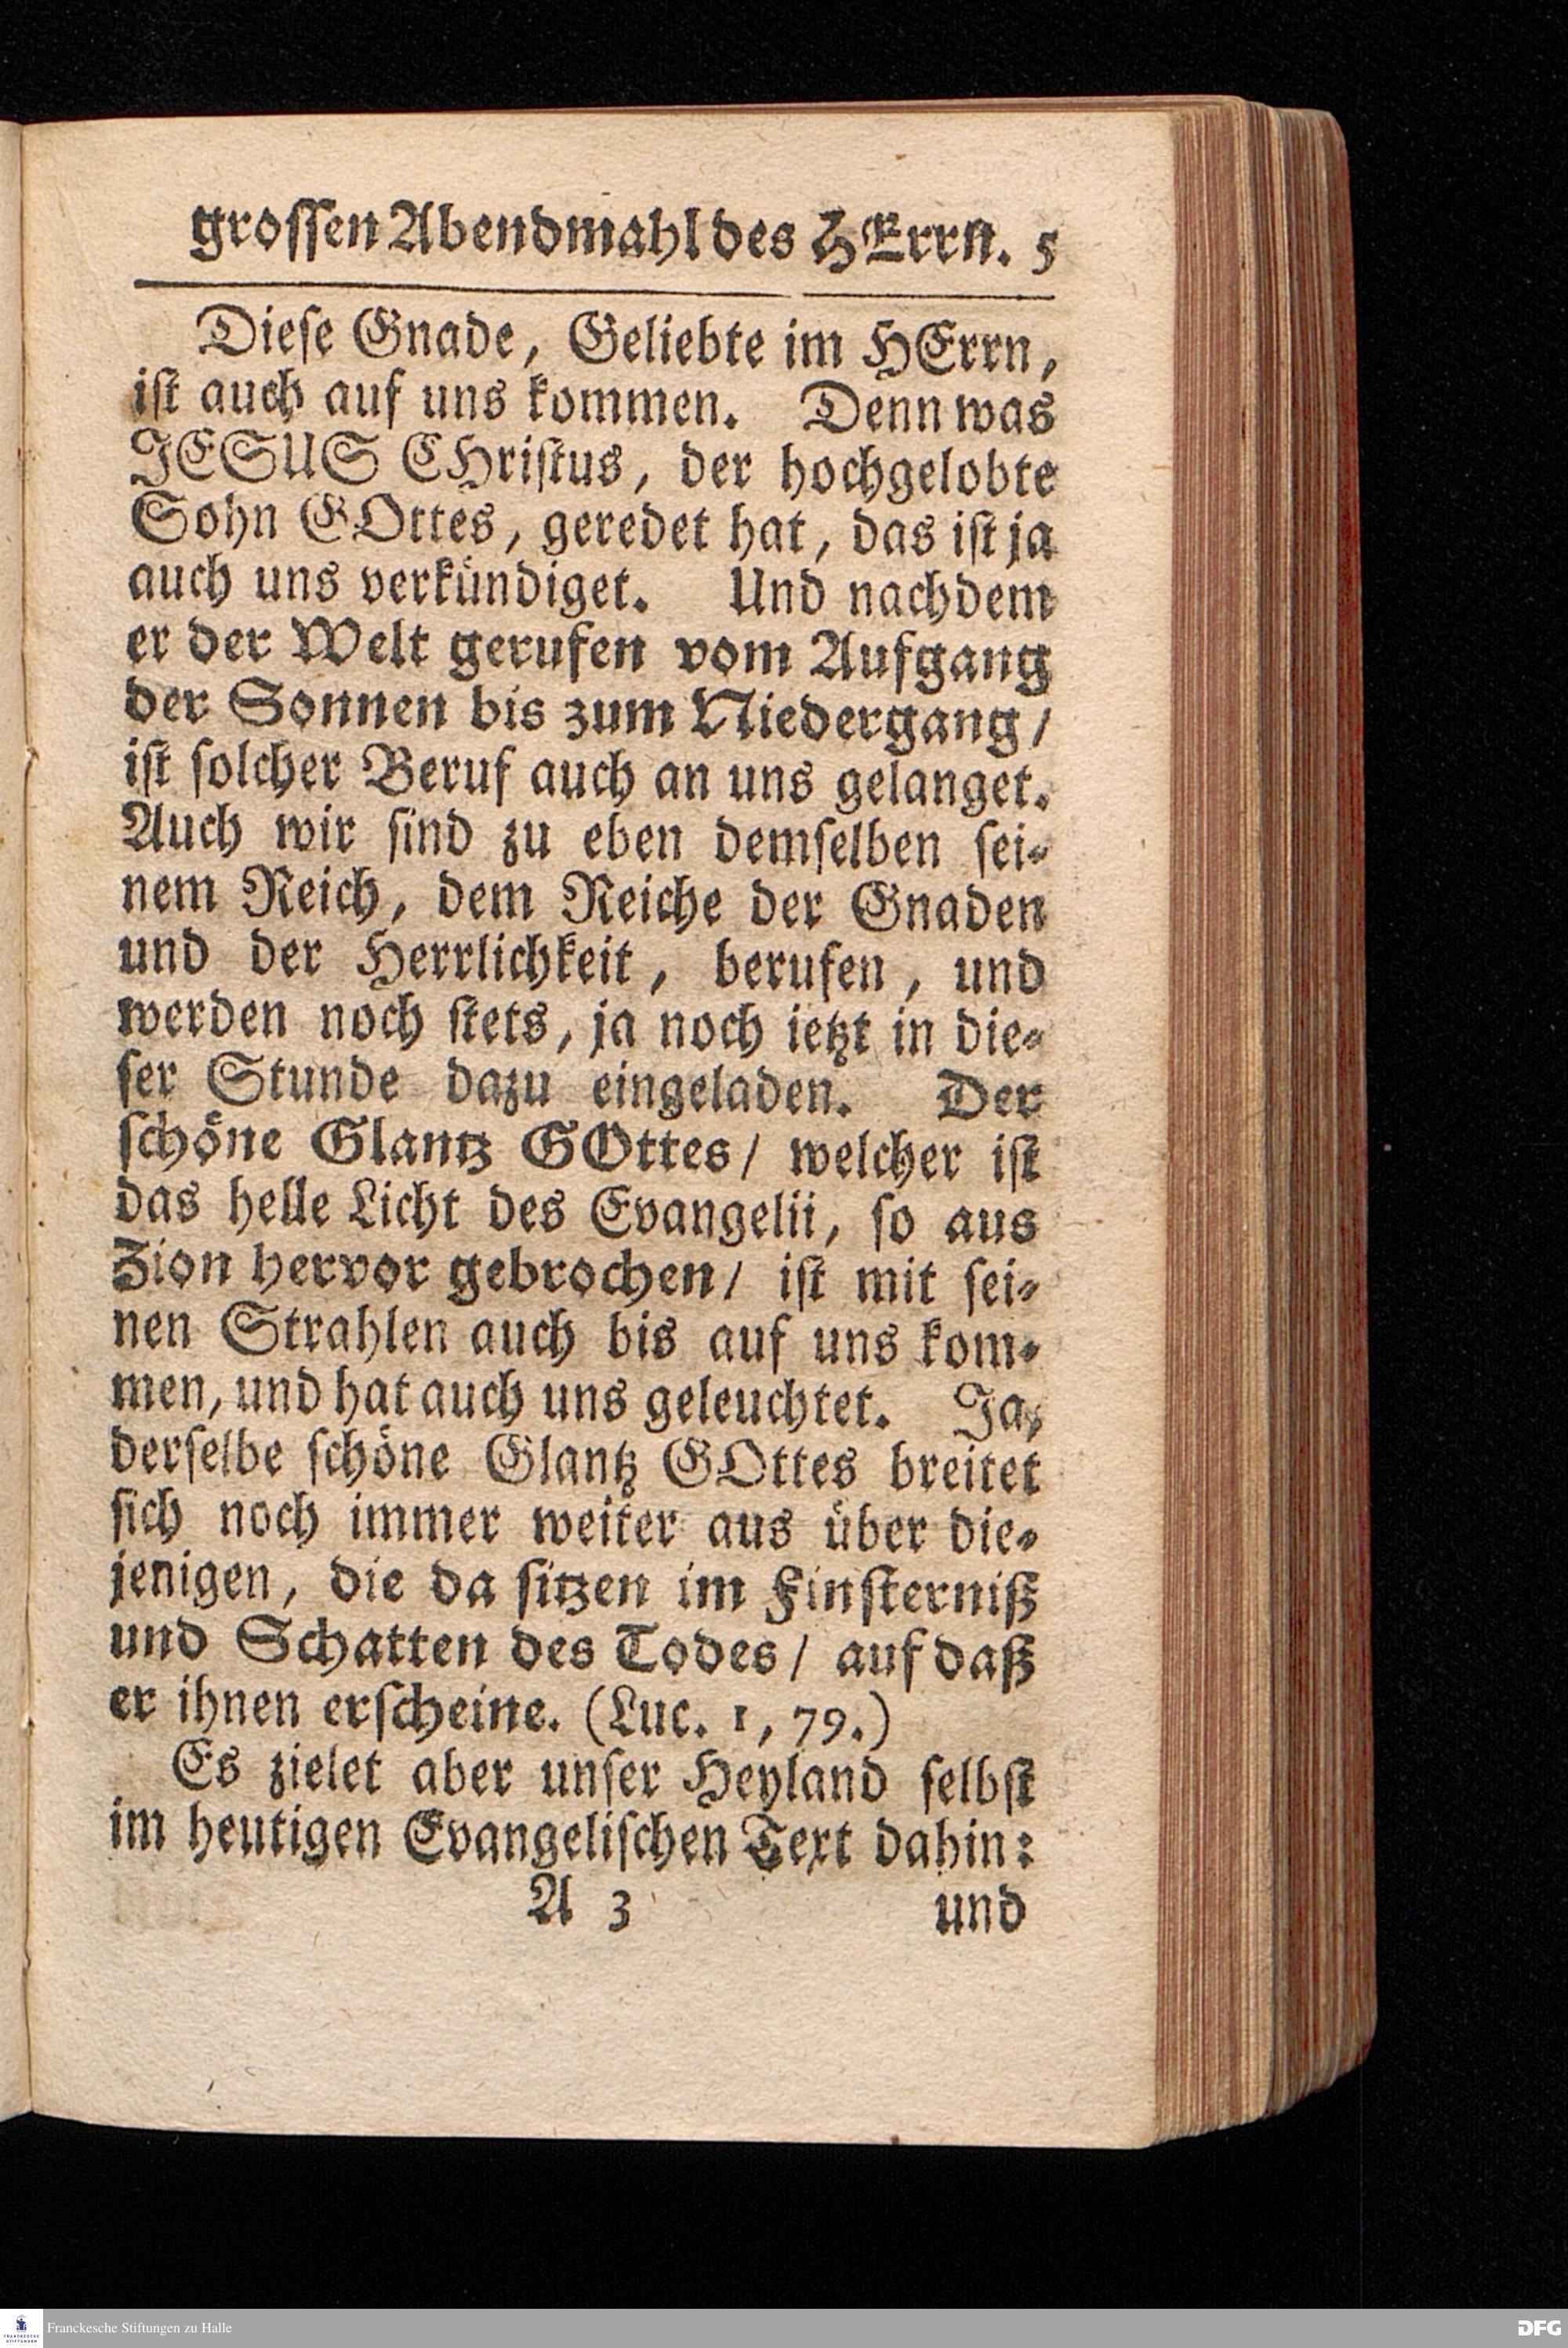 grossen Abendmahl des HErrn. 5
Diese Gnade, Geliebte im HErrn,
ist auch auf uns kommen. Denn was
JESUS CHristus, der hochgelobte
Sohn GOttes, geredet hat, das ist ja
auch uns verkündiget. Und nachdem
er der Welt gerufen vom Aufgang
der Sonnen bis zum Niedergang/
ist solcher Beruf auch an uns gelanget.
Auch wir sind zu eben demselben sei-
nem Reich, dem Reiche der Gnaden
und der Herrlichkeit, berufen, und
werden noch stets, ja noch ietzt in die-
ser Stunde dazu eingeladen. Der
schöne Glantz GOttes/ welcher ist
das helle Licht des Evangelii, so aus
Zion hervor gebrochen/ ist mit sei-
nen Strahlen auch bis auf uns kom-
men, und hat auch uns geleuchtet. Ja,
derselbe schöne Glantz GOttes breitet
sich noch immer weiter aus über die-
jenigen, die da sitzen im Finsterniß
und Schatten des Todes/ auf daß
er ihnen erscheine. (Luc. 1, 79.)
Es zielet aber unser Heyland selbst
im heutigen Evangelischen Text dahin:
A 3 und
FRANCKESCHE STIFTUNGEN
Franckesche Stiftungen zu Halle
DFG